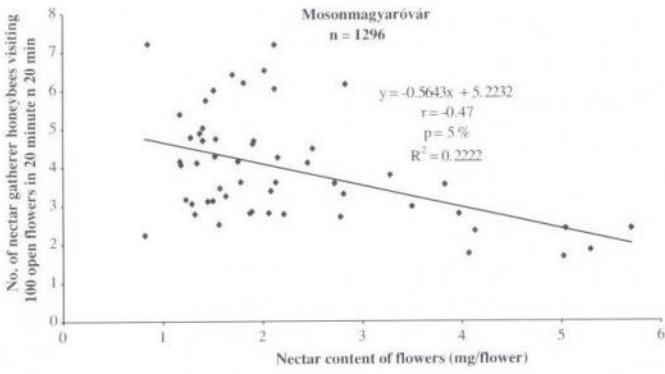 Mosonmagyaróvár
n = 1296
y = -0.5643x + 5.2232
r = -0.47
p = 5 %
R² = 0.2222
No. of nectar gatherer honeybees visiting
100 open flowers in 20 minute n 20 min
8
7
6
5
4
3
2
1
0
0 1 2 3 4 5 6
Nectar content of flowers (mg/flower)